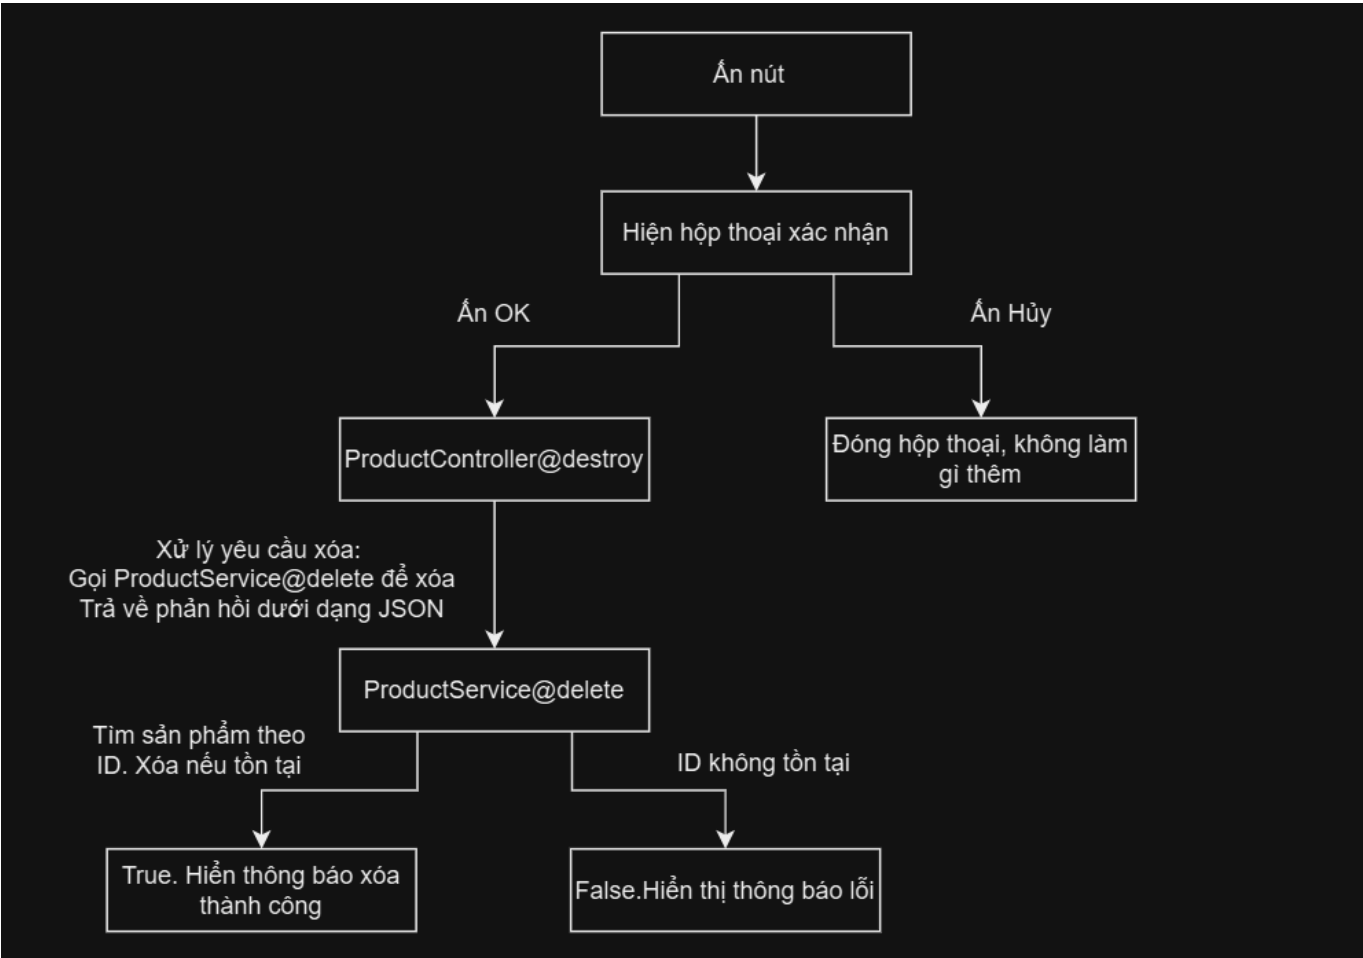 Ấn nút
Hiện hộp thoại xác nhận
Ấn OK
Ấn Hủy
ProductController@destroy
Đóng hộp thoại, không làm
gì thêm
Xử lý yêu cầu xóa:
Gọi ProductService@delete để xóa
Trả về phản hồi dưới dạng JSON
ProductService@delete
Tìm sản phẩm theo
ID. Xóa nếu tồn tại
ID không tồn tại
True. Hiển thông báo xóa
thành công
False.Hiển thị thông báo lỗi